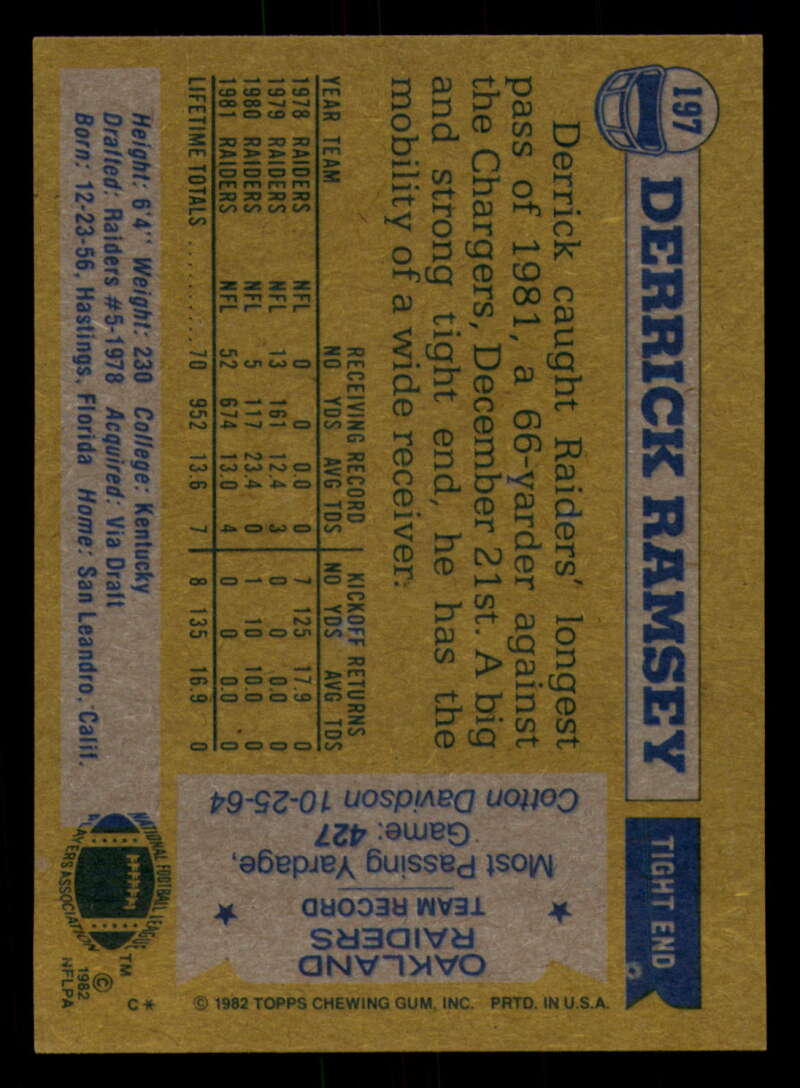 197
DERRICK RAMSEY
TIGHT END
Derrick caught Raiders' longest
pass of 1981, a 66-yarder against
the Chargers, December 21st. A big
and strong tight end, he has the
mobility of a wide receiver.
RECEIVING RECORD KICKOFF RETURNS
YEAR TEAM NO YDS AVG TDS NO YDS AVG TDS
1978 RAIDERS NFL 0 0 0.0 0 7 125 17.9 0
1979 RAIDERS NFL 13 161 12.4 3 0 0 0.0 0
1980 RAIDERS NFL 5 117 23.4 0 1 10 10.0 0
1981 RAIDERS NFL 52 674 13.0 4 0 0 0.0 0
LIFETIME TOTALS .......... 70 952 13.6 7 8 135 16.9 0
Height: 6'4" Weight: 230 College: Kentucky
Drafted: Raiders #5-1978 Acquired: Via Draft
Born: 12-23-56, Hastings, Florida Home: San Leandro, Calif.
OAKLAND
RAIDERS
TEAM RECORD
Most Passing Yardage,
Game: 427
Cotton Davidson 10-25-64
NATIONAL FOOTBALL LEAGUE
PLAYERS ASSOCIATION
TM
© 1982
NFLPA
C*
© 1982 TOPPS CHEWING GUM, INC. PRTD. IN U.S.A.